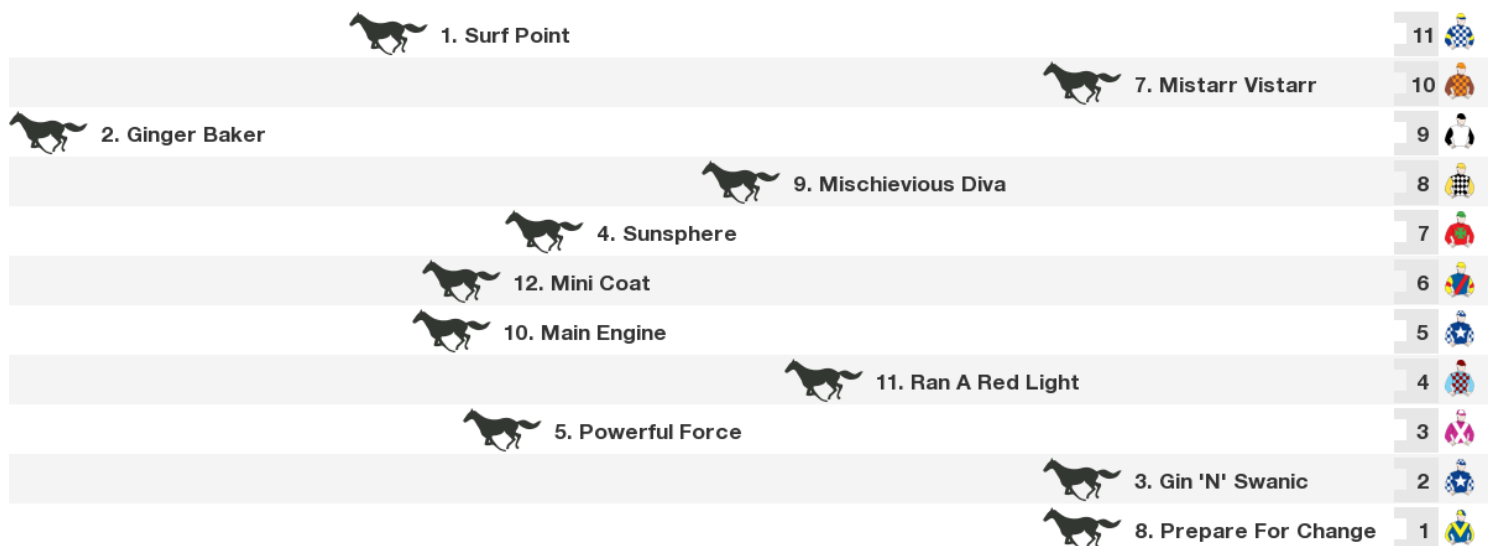 1. Surf Point 11
7. Mistarr Vistarr 10
2. Ginger Baker 9
9. Mischievious Diva 8
4. Sunsphere 7
12. Mini Coat 6
10. Main Engine 5
11. Ran A Red Light 4
5. Powerful Force 3
3. Gin 'N' Swanic 2
8. Prepare For Change 1